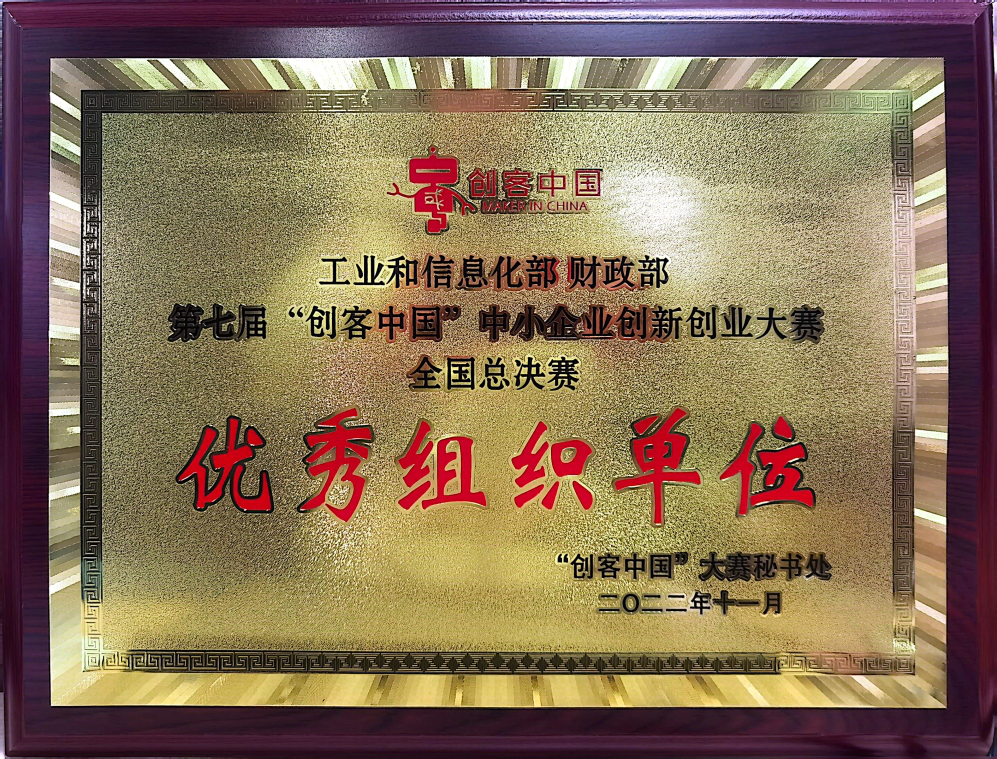 创客中国
MAKER IN CHINA
工业和信息化部 财政部
第七届“创客中国”中小企业创新创业大赛
全国总决赛
优秀组织单位
“创客中国”大赛秘书处
二〇二二年十一月